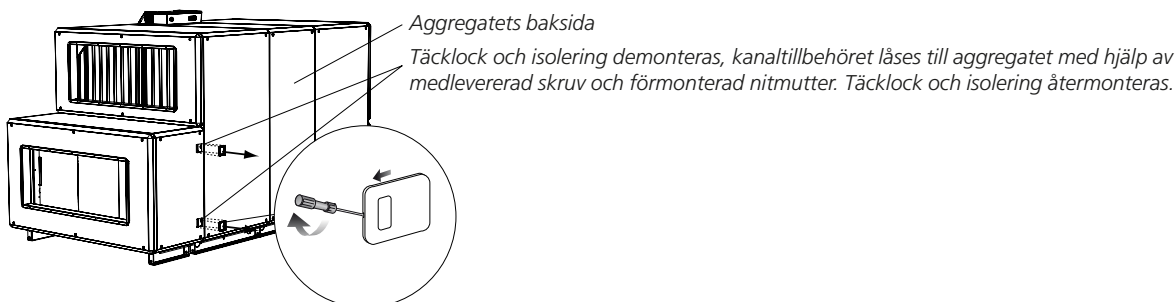 Aggregatets baksida
Täcklock och isolering demonteras, kanaltillbehöret låses till aggregatet med hjälp av
medlevererad skruv och förmonterad nitmutter. Täcklock och isolering återmonteras.